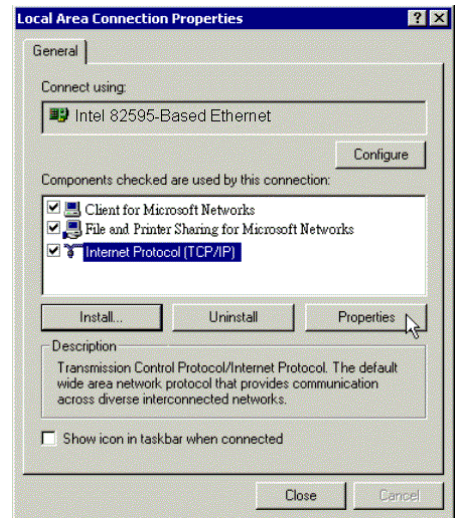 Local Area Connection Properties
General
Connect using:
Intel 82595-Based Ethernet
Configure
Components checked are used by this connection:
Client for Microsoft Networks
File and Printer Sharing for Microsoft Networks
Internet Protocol (TCP/IP)
Install... Uninstall Properties
Description
Transmission Control Protocol/Internet Protocol. The default
wide area network protocol that provides communication
across diverse interconnected networks.
Show icon in taskbar when connected
Close Cancel